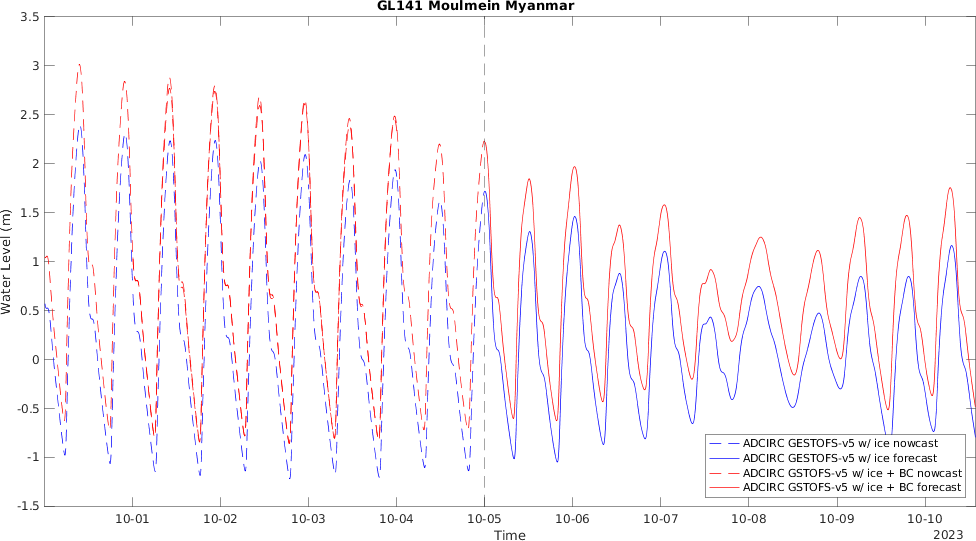 GL141 Moulmein Myanmar
3.5
3
2.5
2
1.5
1
0.5
0
-0.5
-1
-1.5
Water Level (m)
10-01 10-02 10-03 10-04 10-05 10-06 10-07 10-08 10-09 10-10
Time
2023
ADCIRC GESTOFS-v5 w/ ice nowcast
ADCIRC GESTOFS-v5 w/ ice forecast
ADCIRC GSTOFS-v5 w/ ice + BC nowcast
ADCIRC GSTOFS-v5 w/ ice + BC forecast